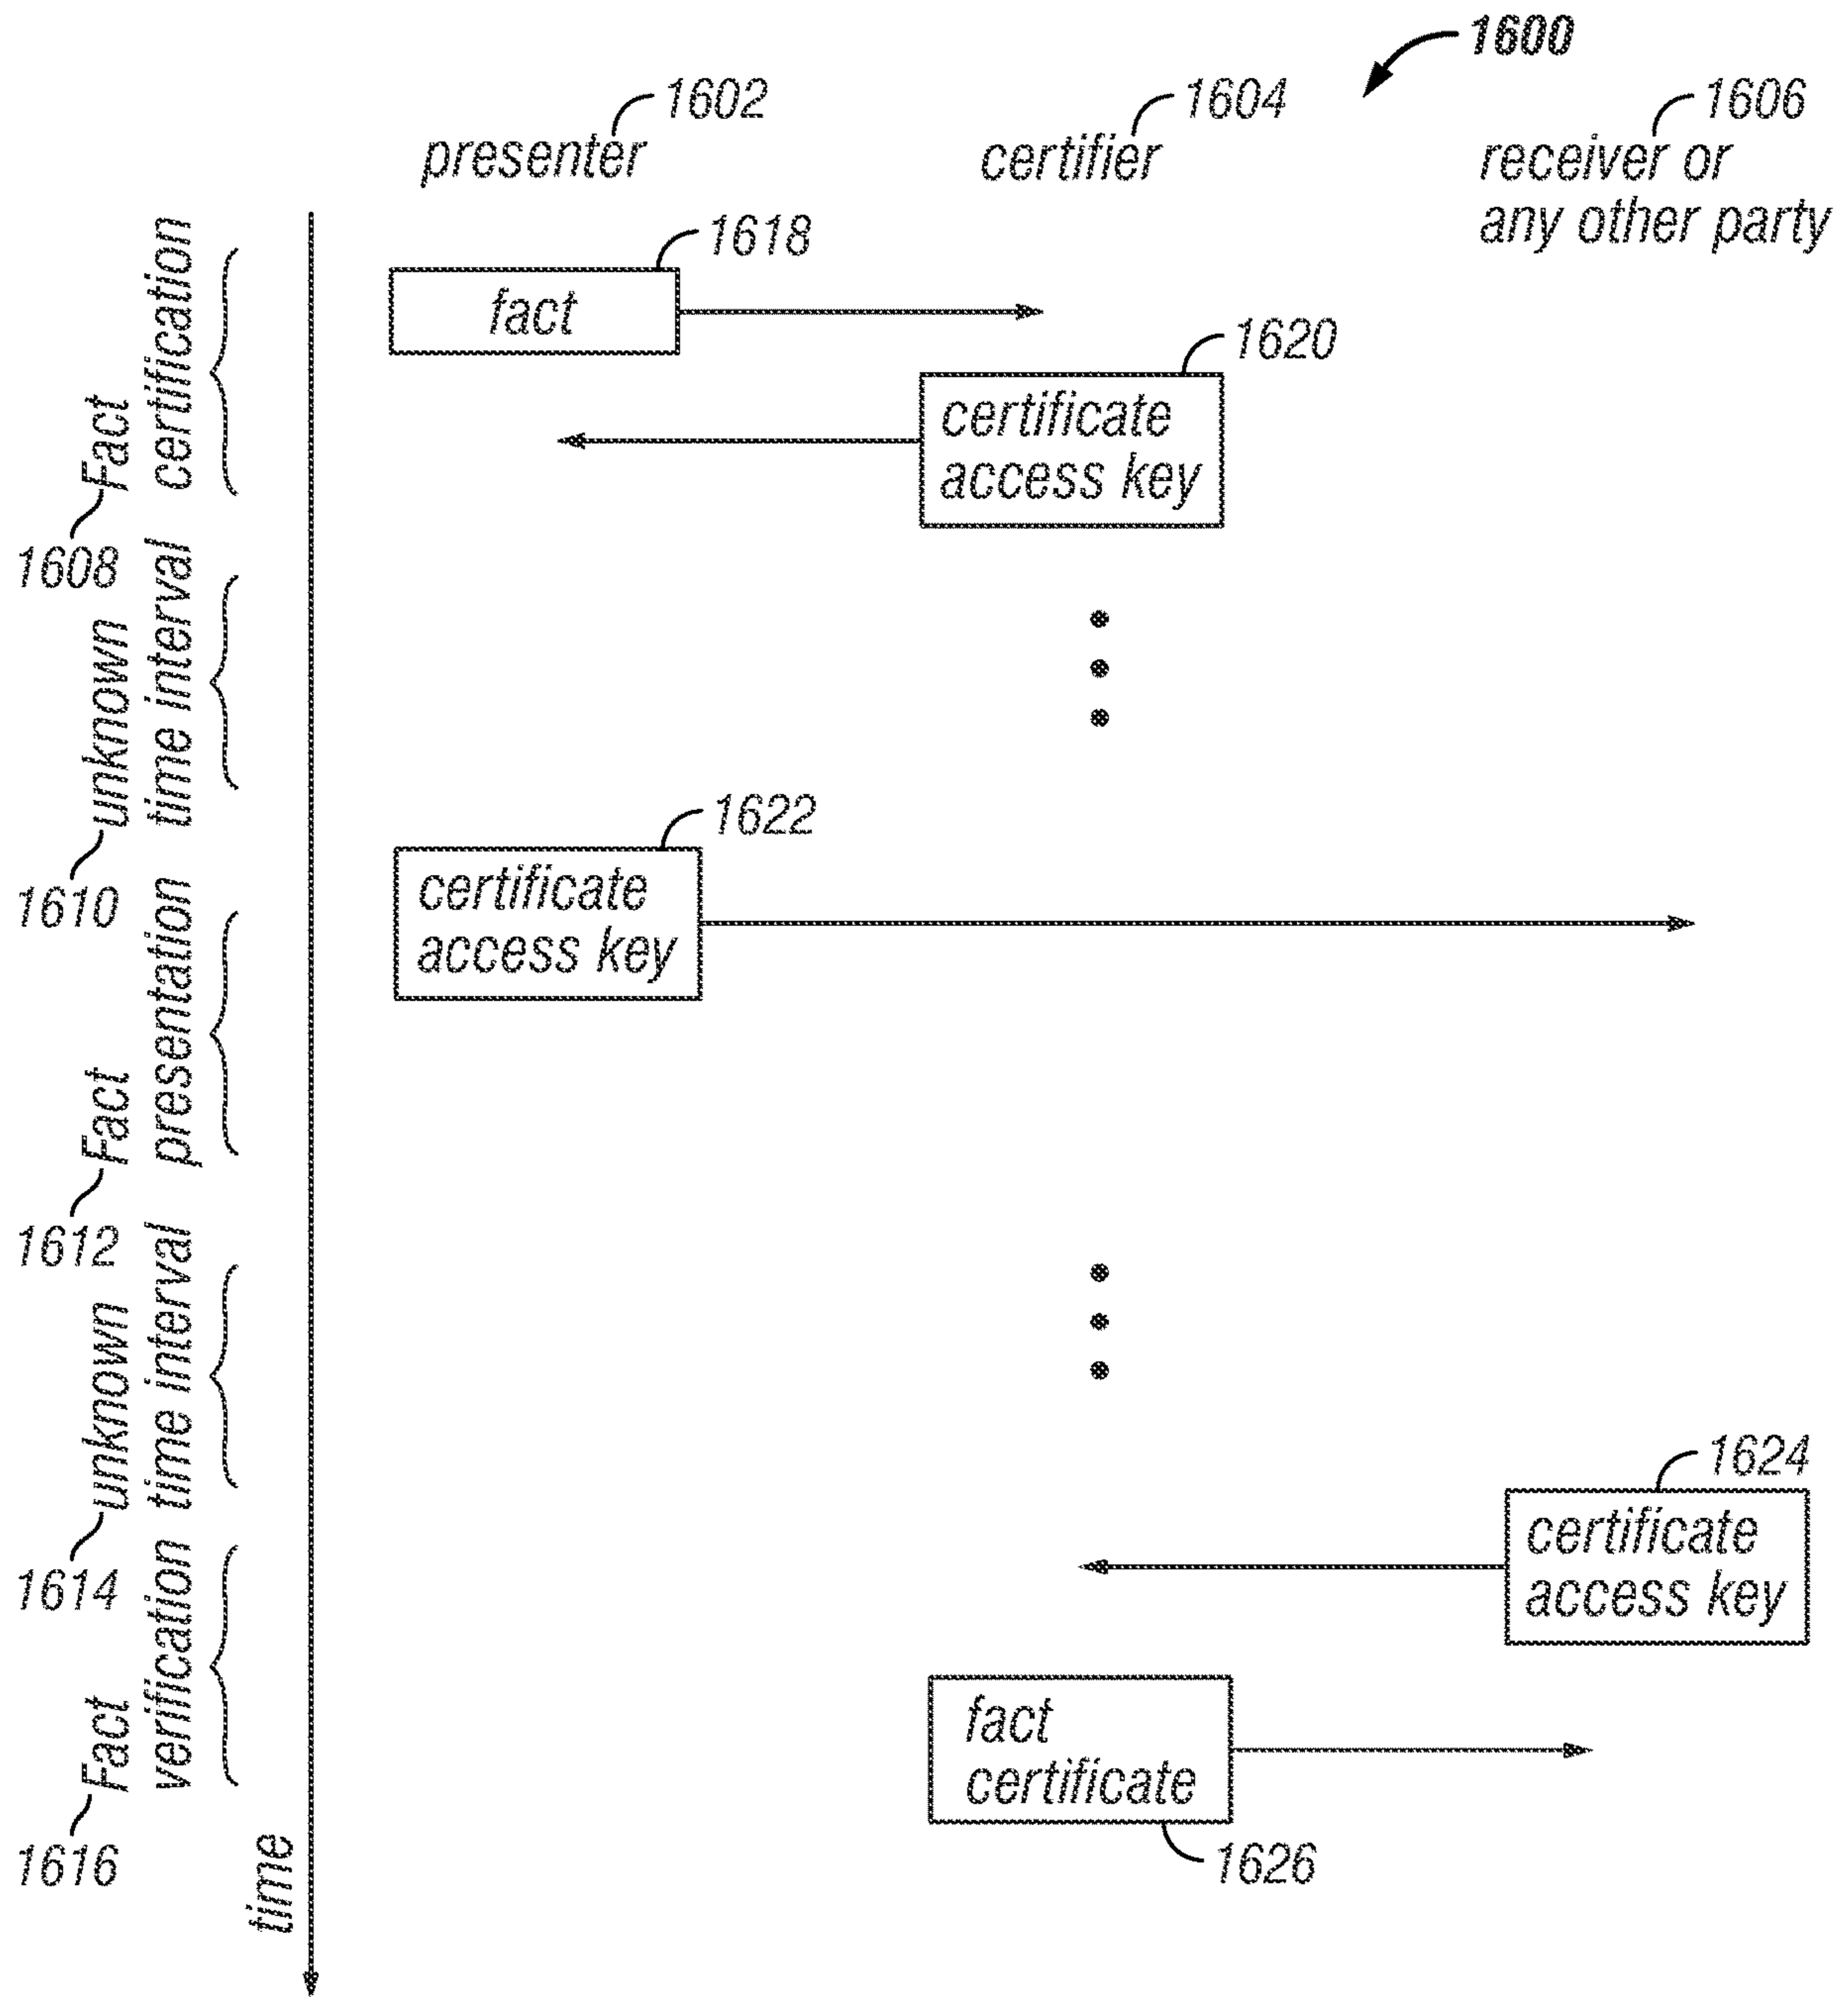 1600
1602
1604
1606
presenter
certifier
receiver or
any other party
1618
fact
1620
certificate
access key
Fact
certification
1608
unknown
time interval
1610
1622
certificate
access key
Fact
presentation
1612
unknown
time interval
1614
1624
certificate
access key
Fact
verification
1616
fact
certificate
1626
time